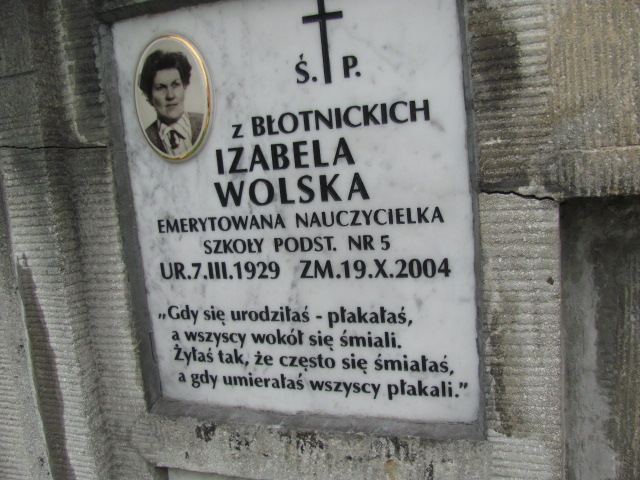 Ś. P.
z BŁOTNICKICH
IZABELA
WOLSKA
EMERYTOWANA NAUCZYCIELKA
SZKOŁY PODST. NR 5
UR.7.III.1929 ZM.19.X.2004
„Gdy się urodziłaś - płakałaś,
a wszyscy wokół się śmiali.
Żyłaś tak, że często się śmiałaś,
a gdy umierałaś wszyscy płakali.”